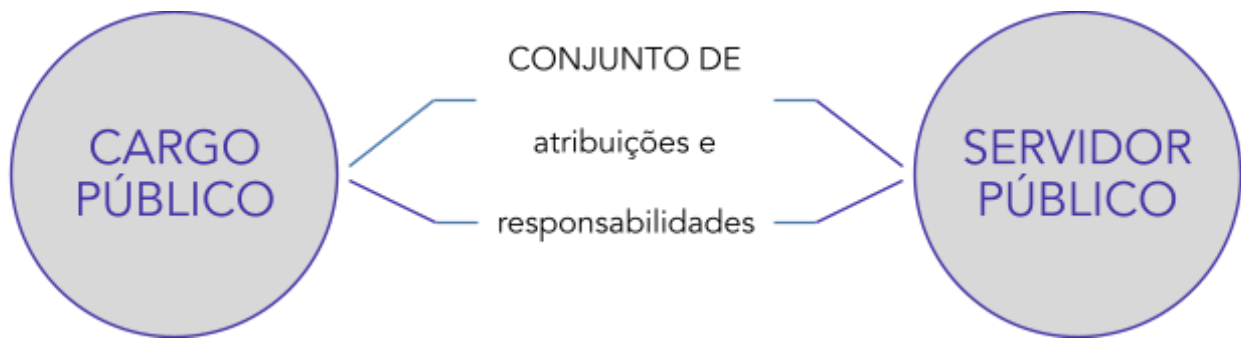 CARGO
PÚBLICO
CONJUNTO DE
atribuições e
responsabilidades
SERVIDOR
PÚBLICO